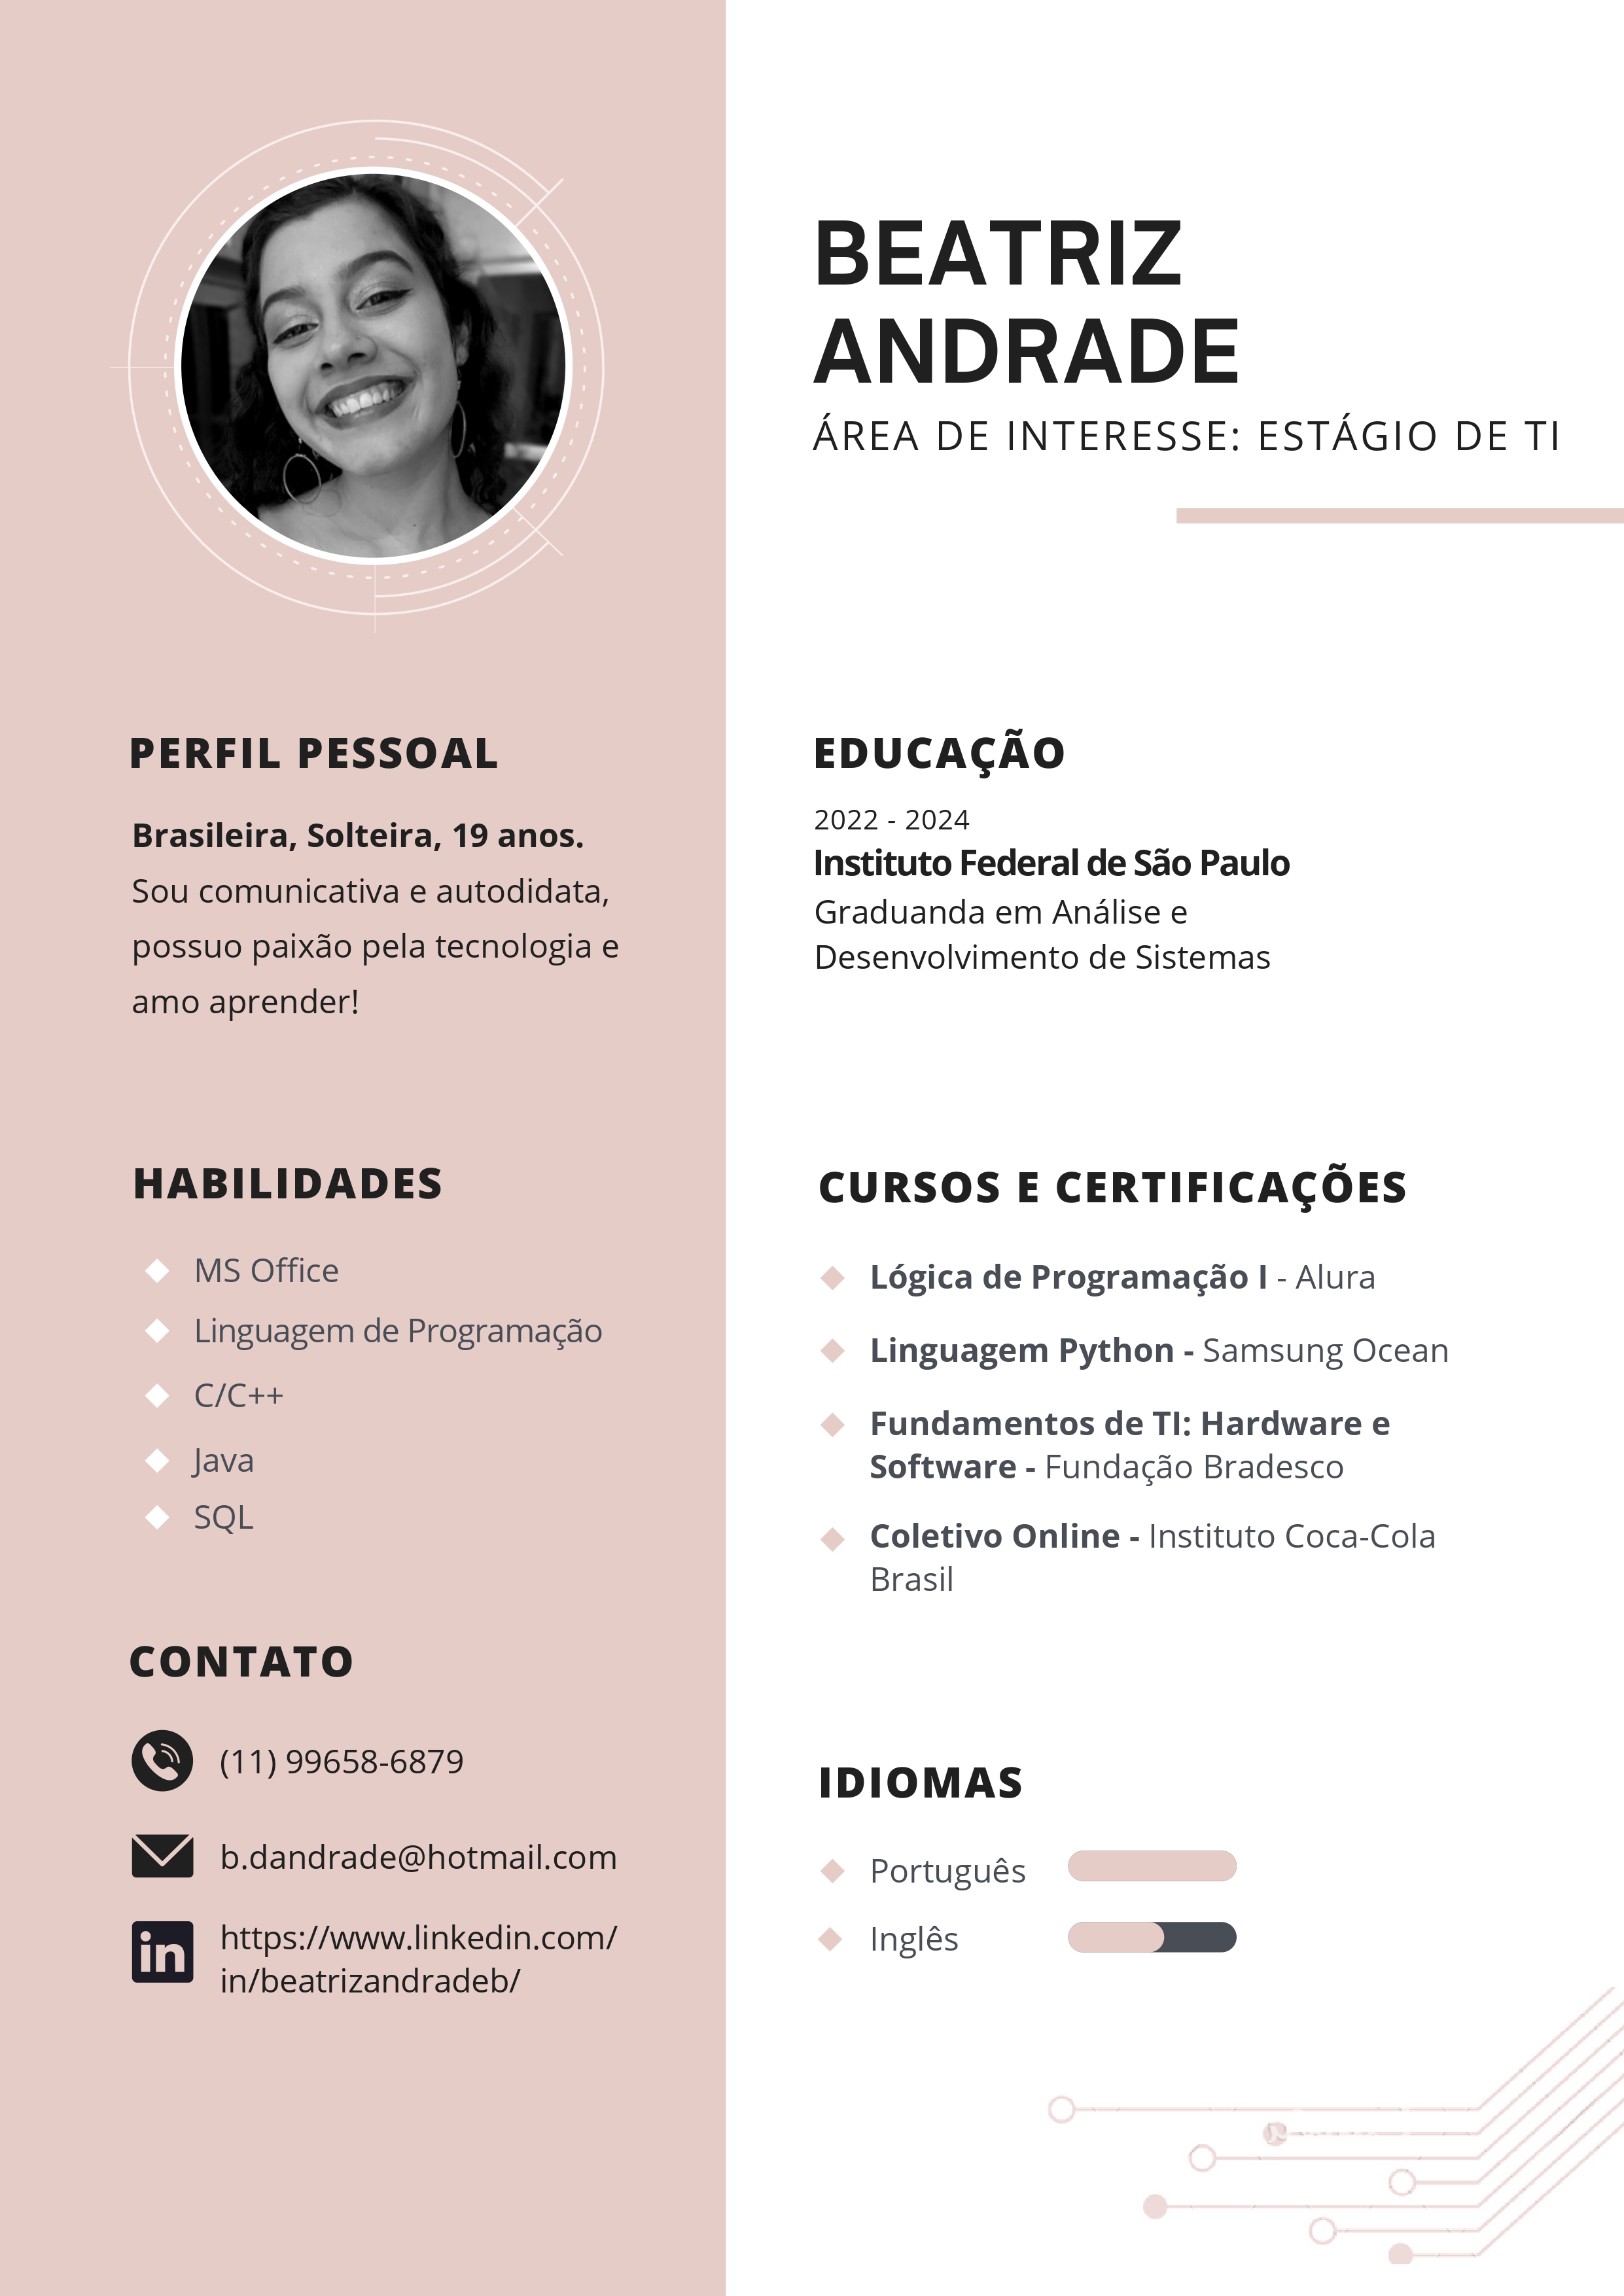 BEATRIZ
ANDRADE
ÁREA DE INTERESSE: ESTÁGIO DE TI
PERFIL PESSOAL
Brasileira, Solteira, 19 anos.
Sou comunicativa e autodidata,
possuo paixão pela tecnologia e
amo aprender!
HABILIDADES
MS Office
Linguagem de Programação
C/C++
Java
SQL
CONTATO
(11) 99658-6879
b.dandrade@hotmail.com
in
https://www.linkedin.com/
in/beatrizandradeb/
EDUCAÇÃO
2022 - 2024
Instituto Federal de São Paulo
Graduanda em Análise e
Desenvolvimento de Sistemas
CURSOS E CERTIFICAÇÕES
Lógica de Programação I - Alura
Linguagem Python - Samsung Ocean
Fundamentos de TI: Hardware e
Software - Fundação Bradesco
Coletivo Online - Instituto Coca-Cola
Brasil
IDIOMAS
Português
Inglês